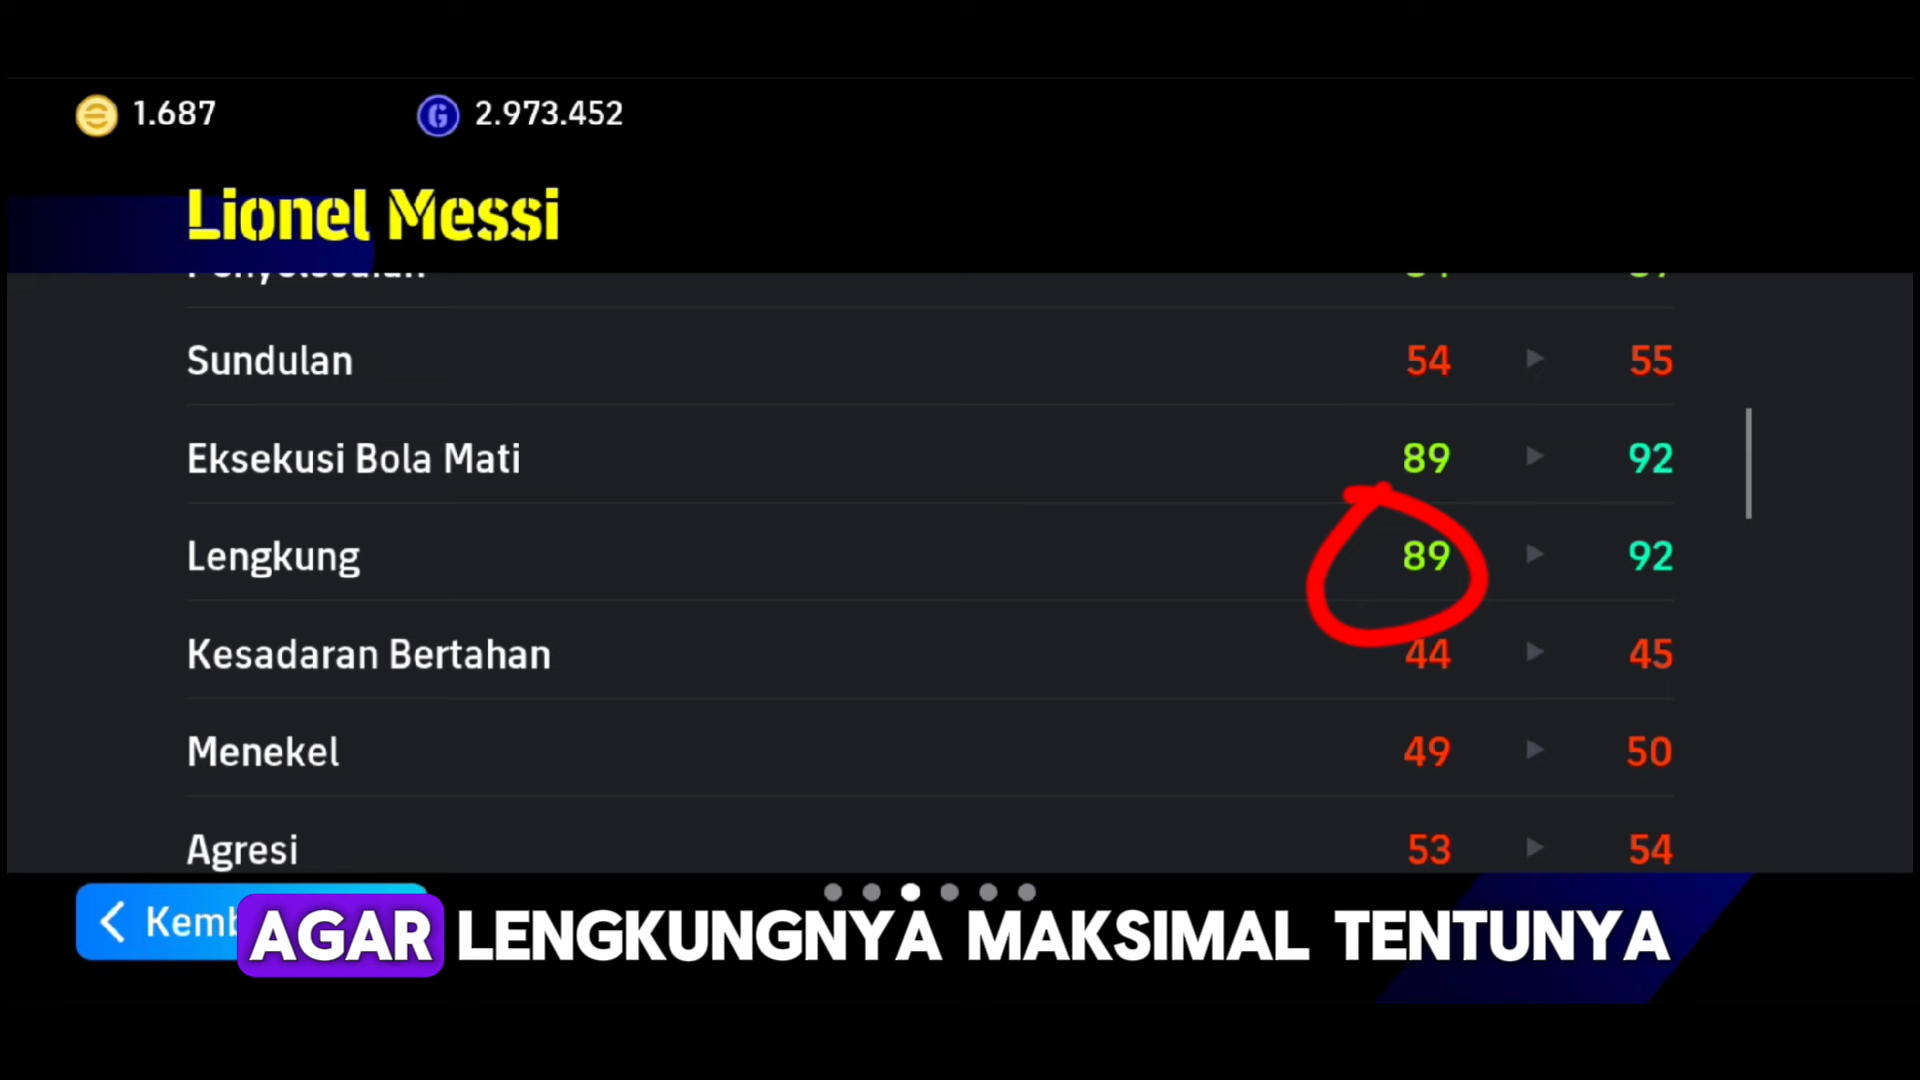 1.687 2.973.452
Lionel Messi
Sundulan 54 55
Eksekusi Bola Mati 89 92
Lengkung 89 92
Kesadaran Bertahan 44 45
Menekel 49 50
Agresi 53 54
AGAR LENGKUNGNYA MAKSIMAL TENTUNYA